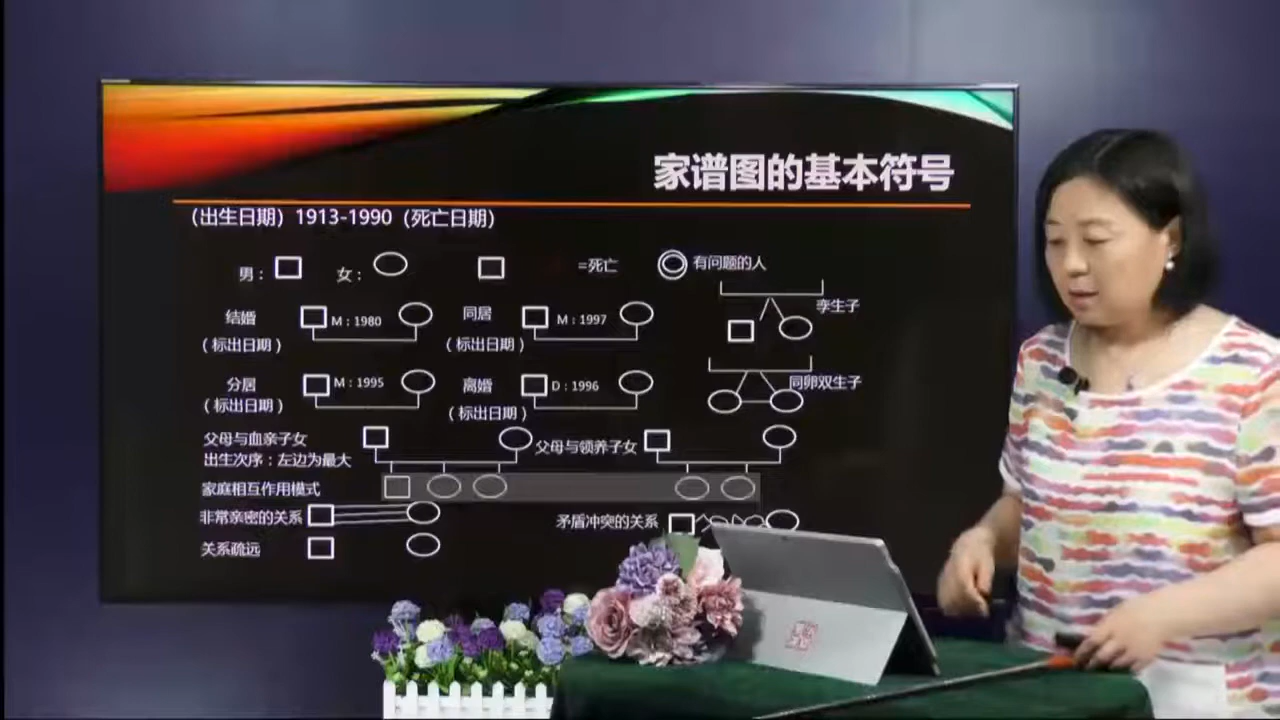 家谱图的基本符号
（出生日期）1913-1990（死亡日期）
男： 女： =死亡 有问题的人
结婚 M：1980 同居 M：1997 孪生子
（标出日期） （标出日期）
分居 M：1995 离婚 D：1996 同卵双生子
（标出日期） （标出日期）
父母与血亲子女 父母与领养子女
出生次序：左边为最大
家庭相互作用模式
非常亲密的关系 矛盾冲突的关系
关系疏远